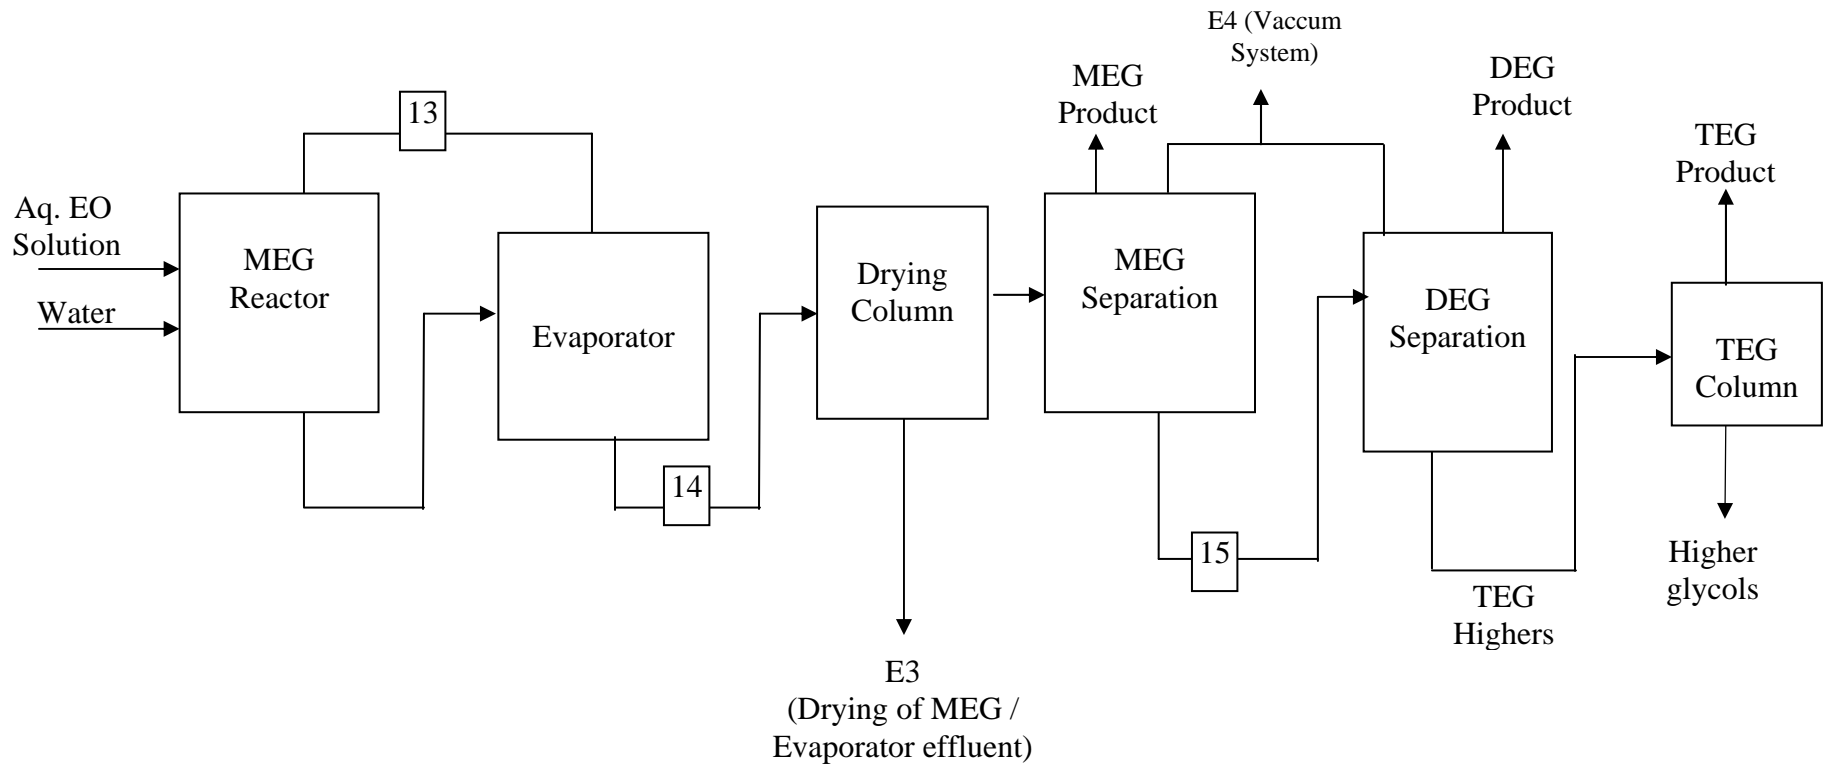 E4 (Vaccum
System)
MEG
Product
DEG
Product
13
TEG
Product
Aq. EO
Solution
Water
MEG
Reactor
Evaporator
Drying
Column
MEG
Separation
DEG
Separation
TEG
Column
14
15
TEG
Highers
Higher
glycols
E3
(Drying of MEG /
Evaporator effluent)